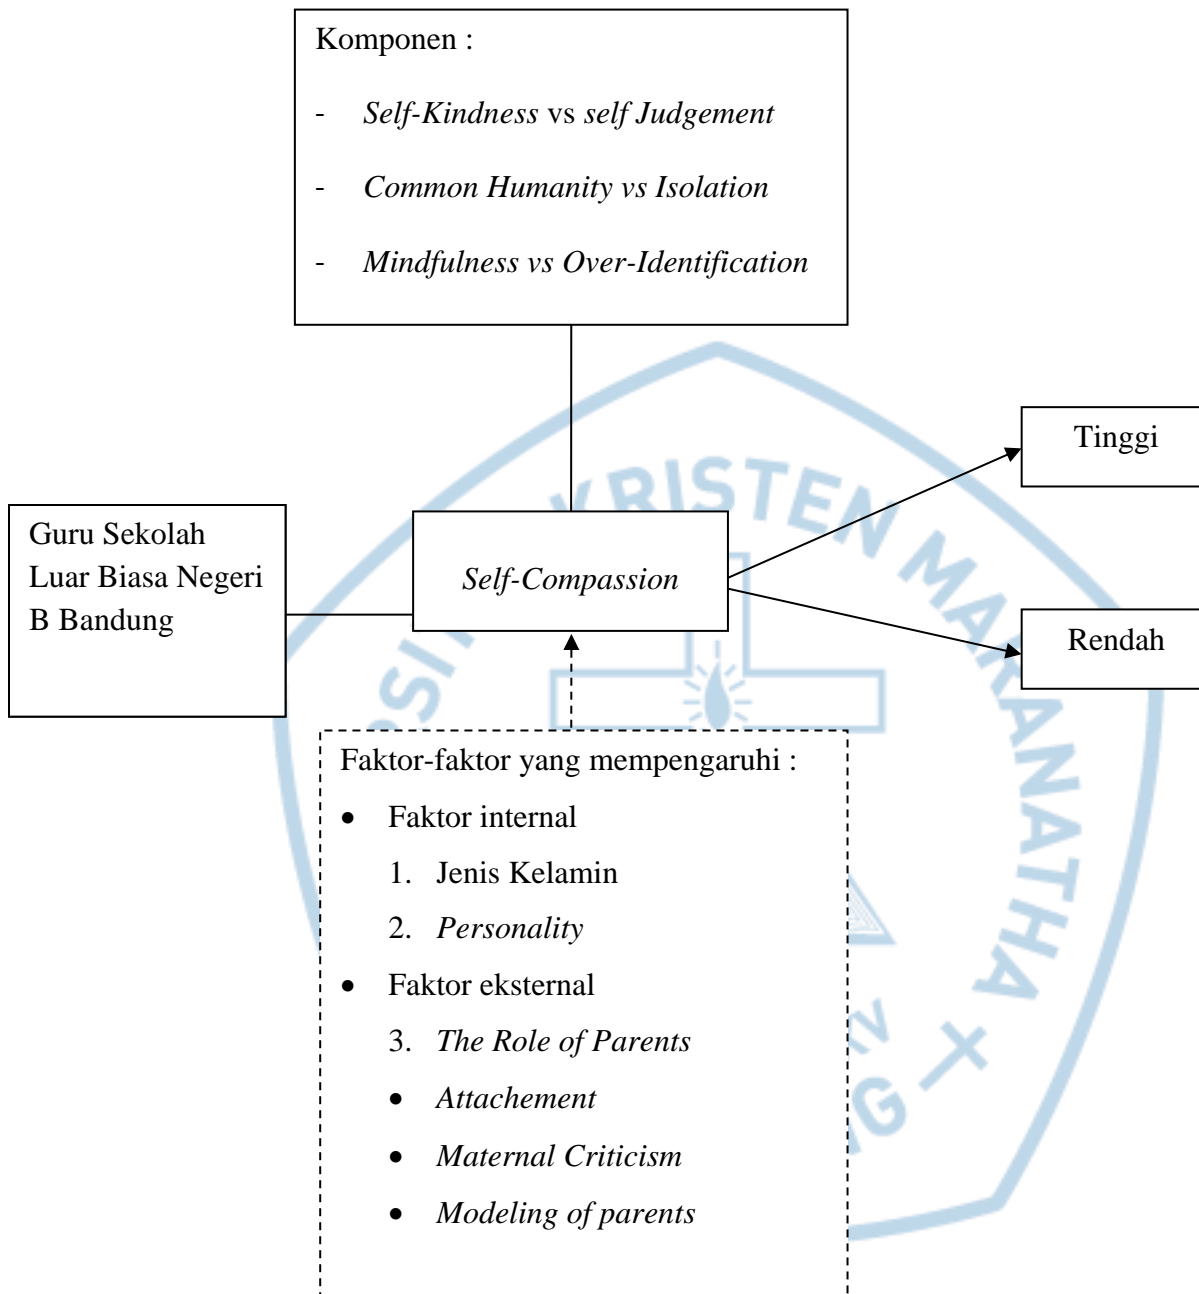 Komponen :
- Self-Kindness vs self Judgement
- Common Humanity vs Isolation
- Mindfulness vs Over-Identification
Tinggi
Guru Sekolah
Luar Biasa Negeri
B Bandung
Self-Compassion
Rendah
Faktor-faktor yang mempengaruhi :
• Faktor internal
1. Jenis Kelamin
2. Personality
• Faktor eksternal
3. The Role of Parents
• Attachement
• Maternal Criticism
• Modeling of parents
KRISTEN MARANATHA